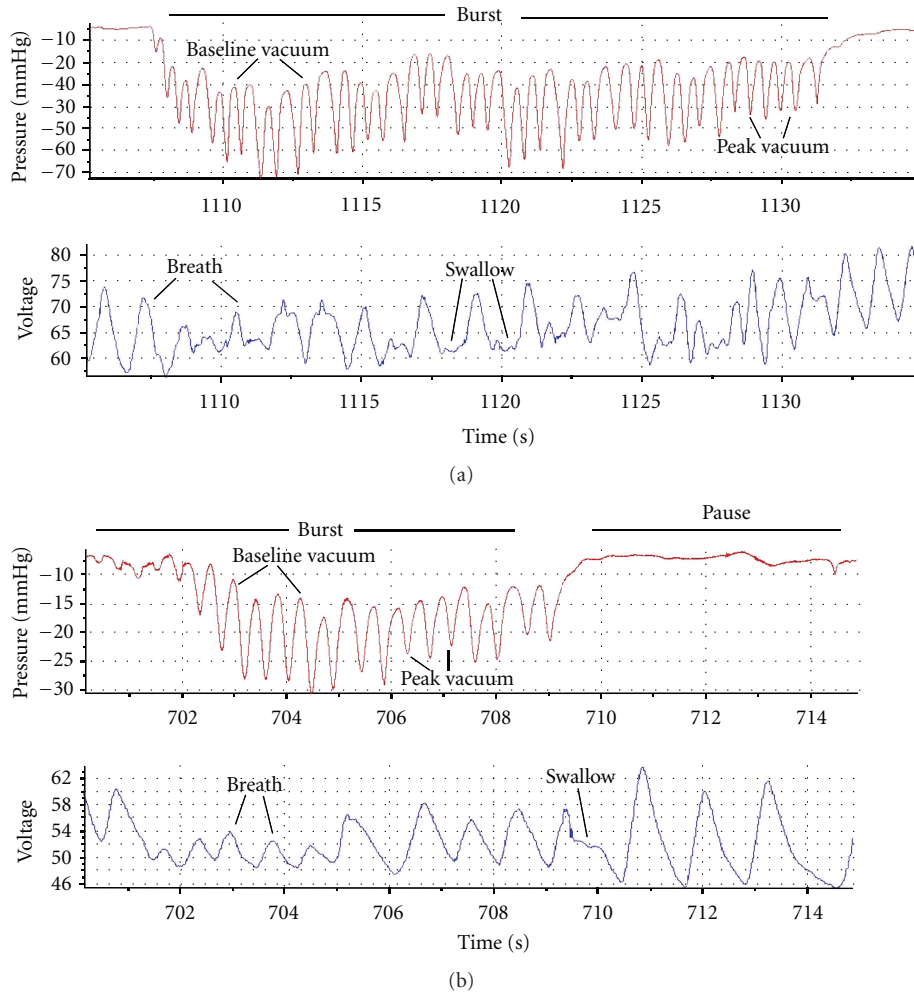 Burst
Pressure (mmHg)
−10
−20
−40
−30
−50
−60
−70
Baseline vacuum
Peak vacuum
1110
1115
1120
1125
1130
Voltage
80
75
70
65
60
Breath
Swallow
1110
1115
1120
1125
1130
Time (s)
(a)
Burst
Pause
Pressure (mmHg)
−10
−15
−20
−25
−30
Baseline vacuum
Peak vacuum
702
704
706
708
710
712
714
Voltage
62
58
54
50
46
Breath
Swallow
702
704
706
708
710
712
714
Time (s)
(b)